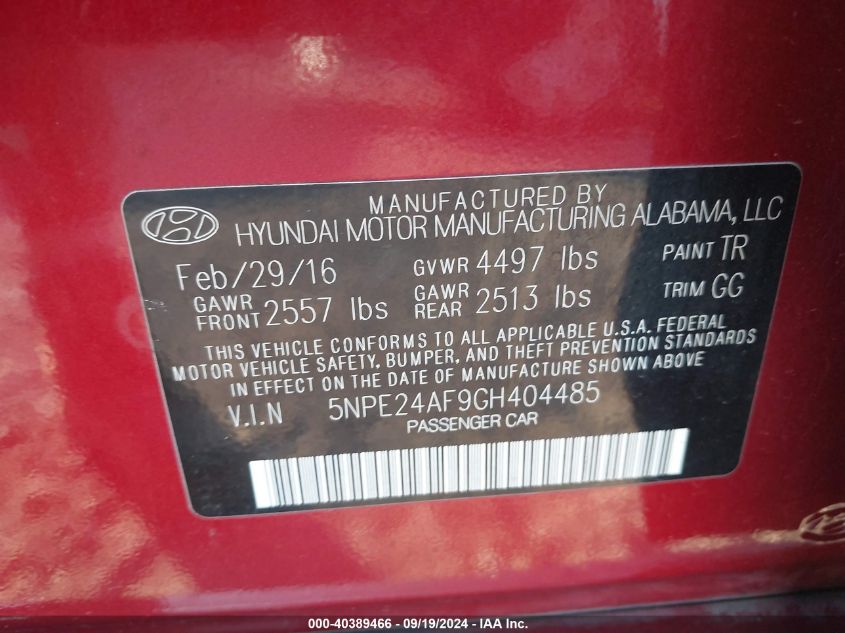 MANUFACTURED BY
HYUNDAI MOTOR MANUFACTURING ALABAMA, LLC
Feb/29/16 GVWR 4497 lbs PAINT TR
GAWR FRONT 2557 lbs GAWR REAR 2513 lbs TRIM GG
THIS VEHICLE CONFORMS TO ALL APPLICABLE U.S.A. FEDERAL
MOTOR VEHICLE SAFETY, BUMPER, AND THEFT PREVENTION STANDARDS
IN EFFECT ON THE DATE OF MANUFACTURE SHOWN ABOVE
V.I.N 5NPE24AF9GH404485
PASSENGER CAR
000-40389466 - 09/19/2024 - IAA Inc.